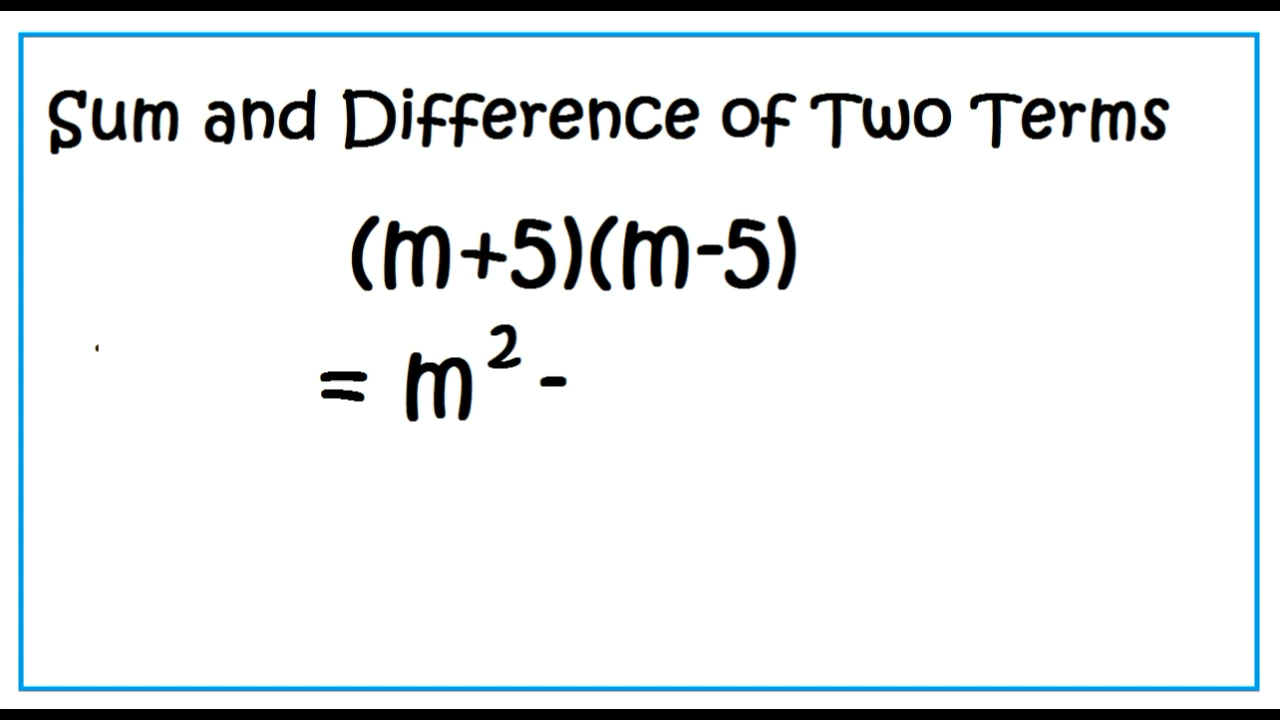 Sum and Difference of Two Terms
(m+5)(m-5)
= m² -